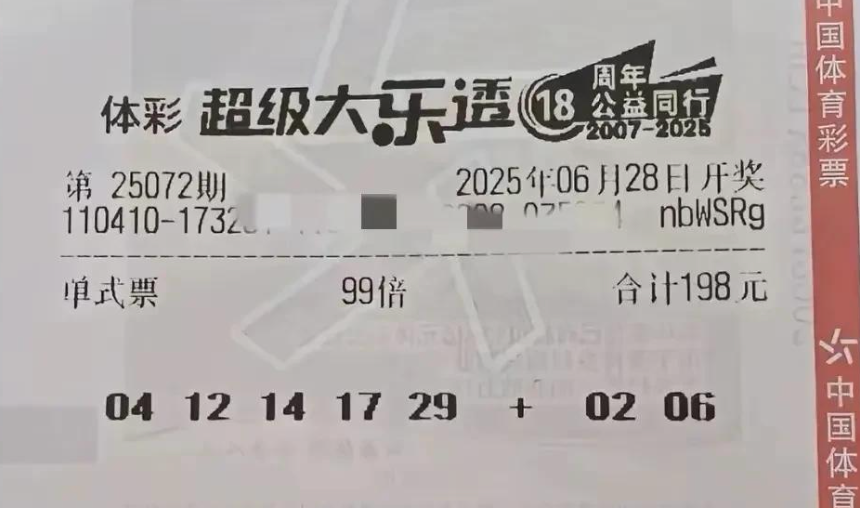 体彩 超级大乐透 18 周年 公益同行 2007-2025
第 25072期 2025年06月28日开奖
110410-1732 nbWSRg
单式票 99倍 合计198元
04 12 14 17 29 + 02 06
中国体育彩票
中国体育